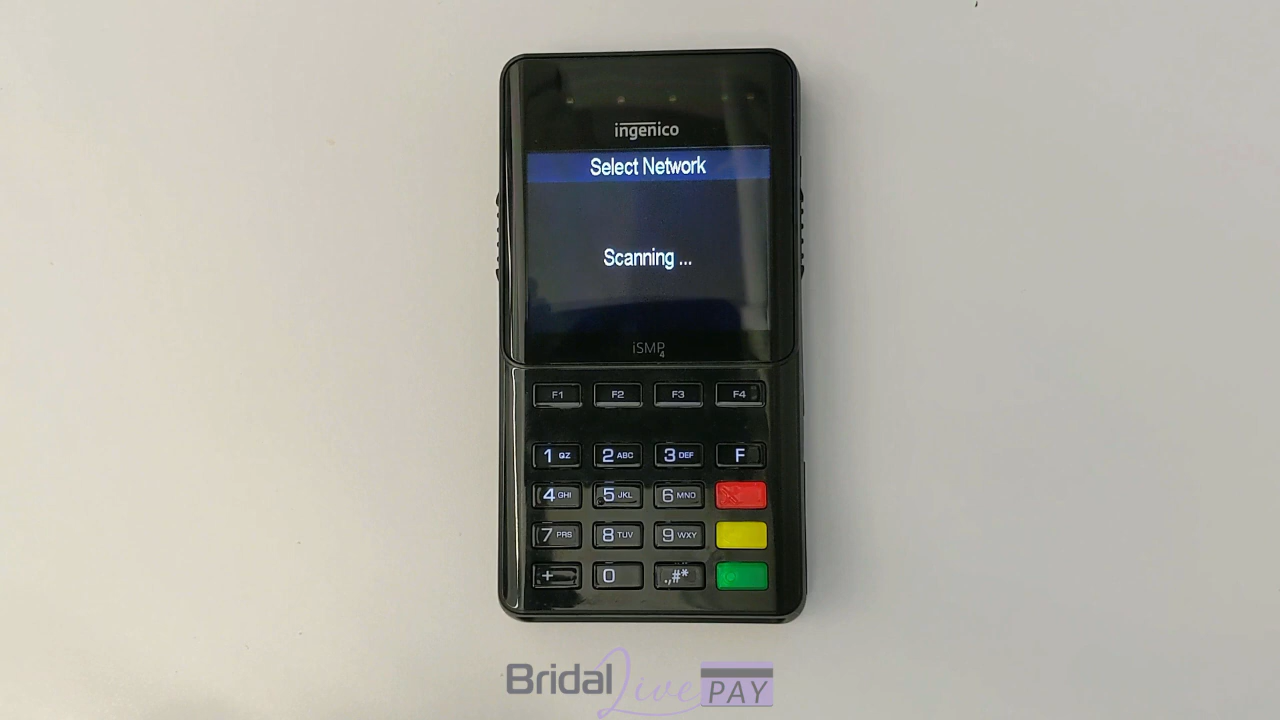 ingenico
Select Network
Scanning ...
iSMP4
F1 F2 F3 F4
1 QZ 2 ABC 3 DEF F
4 GHI 5 JKL 6 MNO
7 PRS 8 TUV 9 WXY
+ 0 .,#*
BridalLive PAY